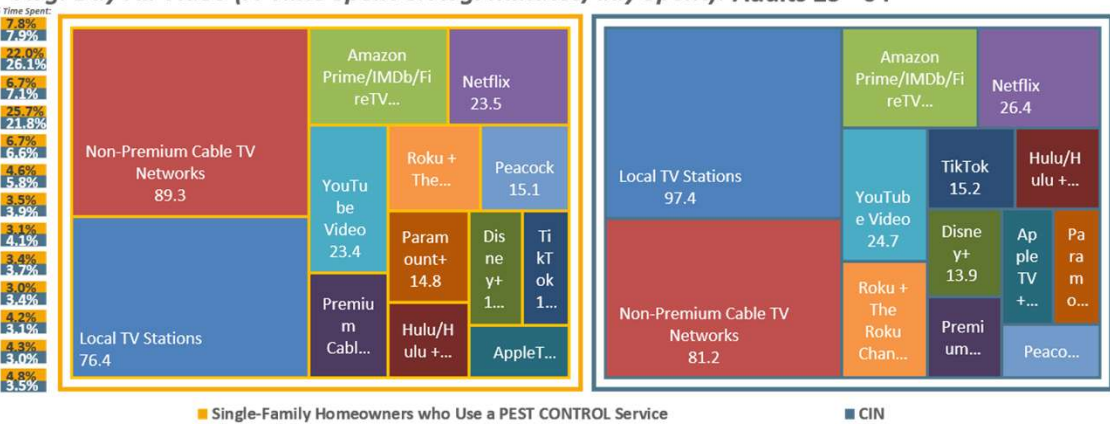 Time Spent:
7.8%
7.9%
22.0%
26.1%
6.7%
7.1%
25.7%
21.8%
6.7%
6.6%
4.6%
5.8%
3.5%
3.9%
3.1%
4.1%
3.4%
3.7%
3.0%
3.4%
4.2%
3.1%
4.3%
3.0%
4.8%
3.5%
Non-Premium Cable TV
Networks
89.3
Local TV Stations
76.4
Amazon
Prime/IMDb/Fi
reTV...
Netflix
23.5
YouTu
be
Video
23.4
Roku +
The...
Peacock
15.1
Param
ount+
14.8
Dis
ne
y+
1...
Ti
kT
ok
1...
Premiu
m
Cabl...
Hulu/H
ulu +...
AppleT...
Local TV Stations
97.4
Non-Premium Cable TV
Networks
81.2
Amazon
Prime/IMDb/Fi
reTV...
Netflix
26.4
YouTub
e Video
24.7
TikTok
15.2
Hulu/H
ulu +...
Disne
y+
13.9
Ap
ple
TV
+...
Pa
ra
m
o...
Roku +
The
Roku
Chan...
Premi
um...
Peaco...
Single-Family Homeowners who Use a PEST CONTROL Service
CIN